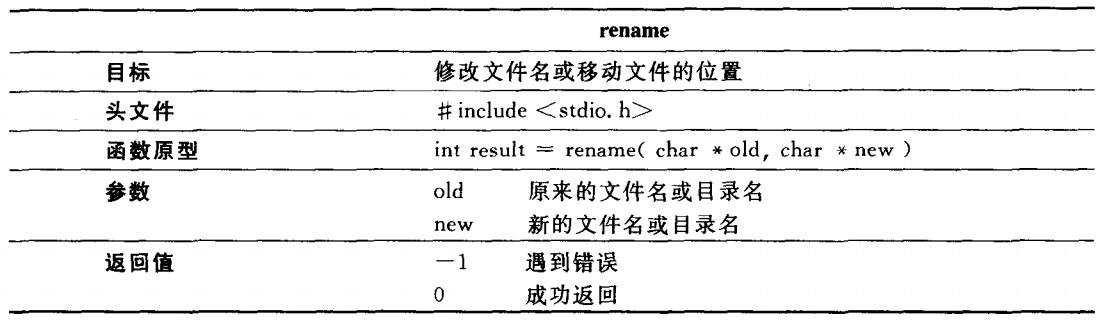 rename
目标 修改文件名或移动文件的位置
头文件 # include <stdio. h>
函数原型 int result = rename( char * old, char * new )
参数 old 原来的文件名或目录名
new 新的文件名或目录名
返回值 -1 遇到错误
0 成功返回